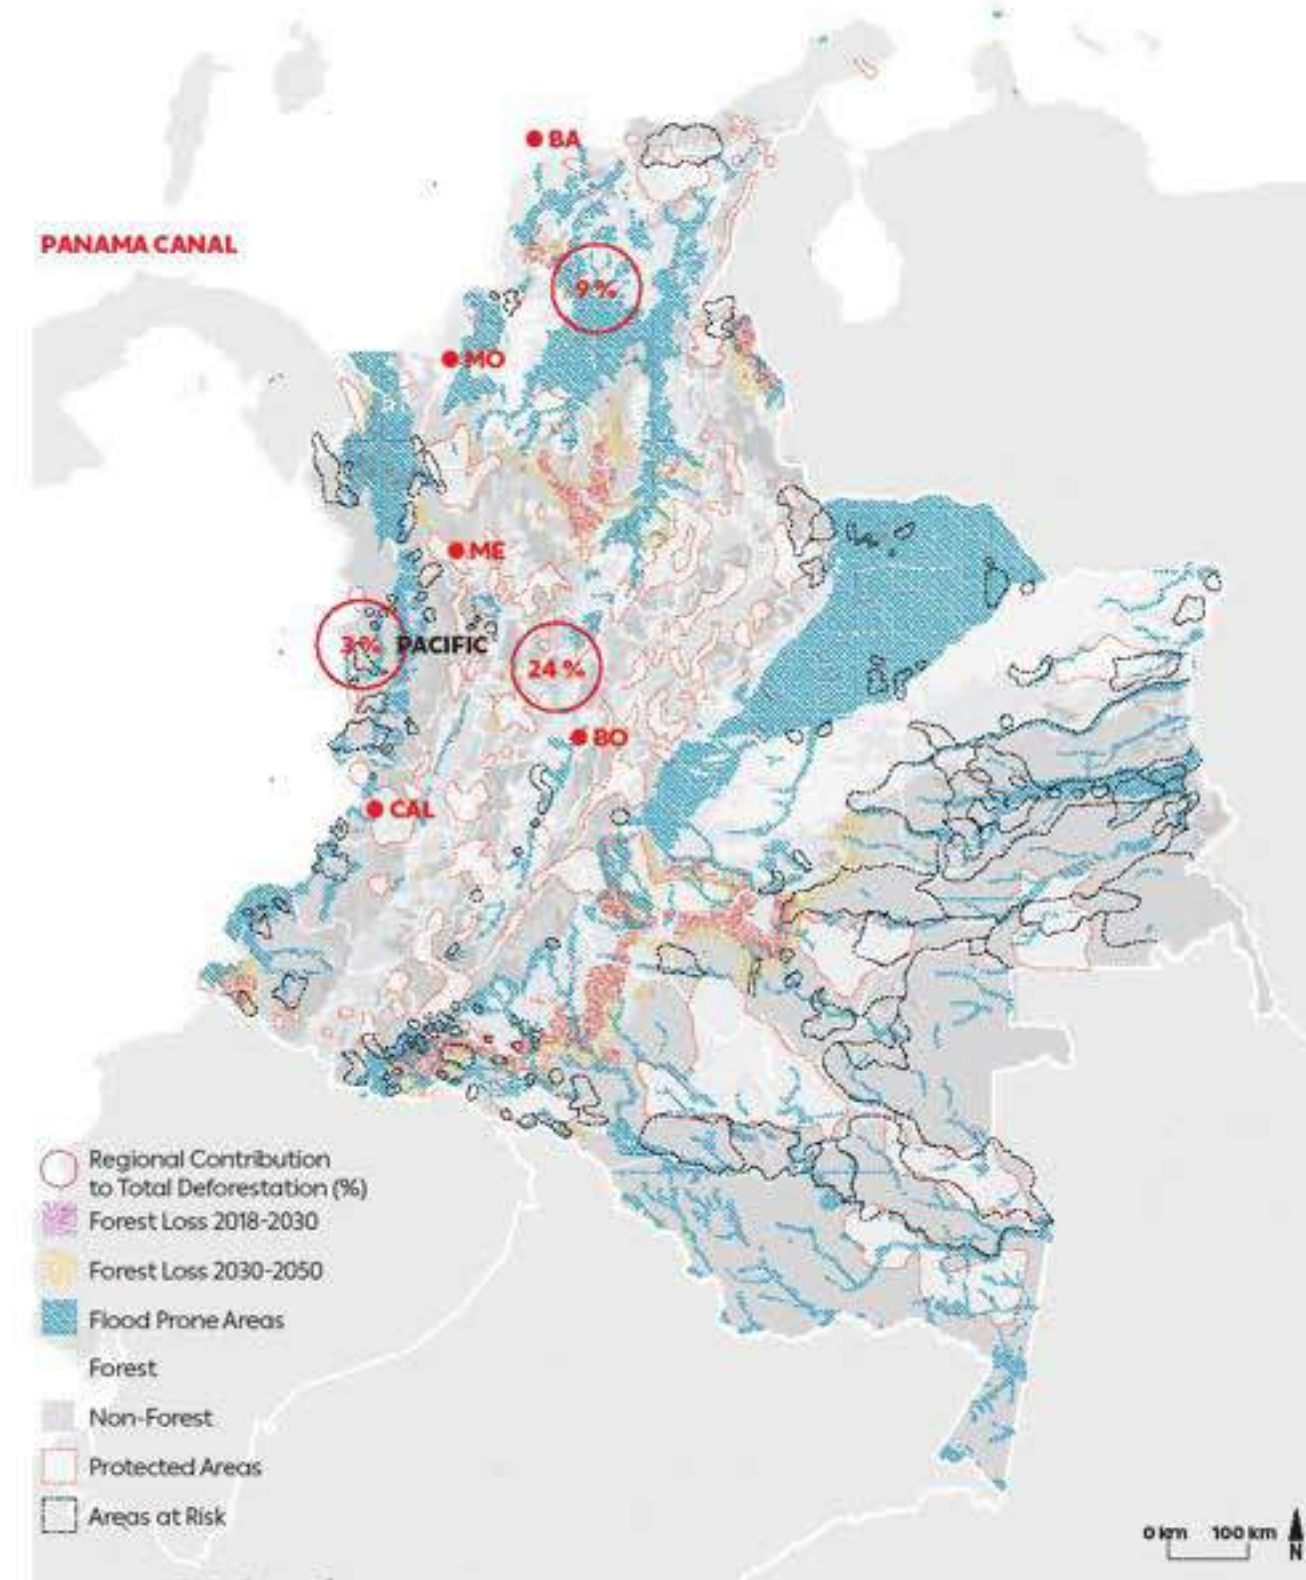 BA
PANAMA CANAL
9%
MO
ME
3%
PACIFIC
24%
BO
CAL
Regional Contribution
to Total Deforestation (%)
Forest Loss 2018-2030
Forest Loss 2030-2050
Flood Prone Areas
Forest
Non-Forest
Protected Areas
Areas at Risk
0 km 100 km
N